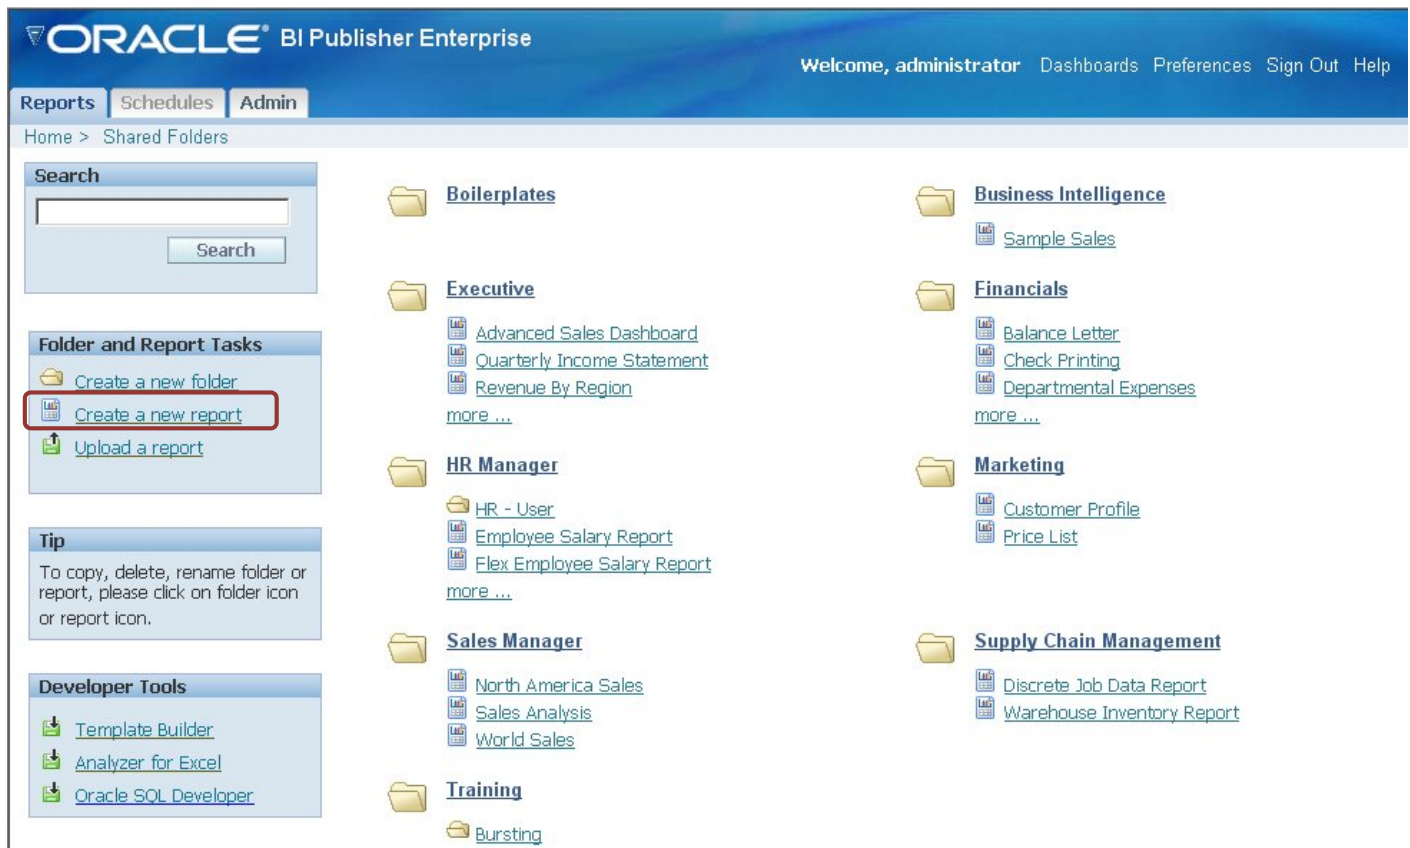 ORACLE BI Publisher Enterprise
Welcome, administrator Dashboards Preferences Sign Out Help
Reports Schedules Admin
Home > Shared Folders
Search
Search
Folder and Report Tasks
Create a new folder
Create a new report
Upload a report
Tip
To copy, delete, rename folder or
report, please click on folder icon
or report icon.
Developer Tools
Template Builder
Analyzer for Excel
Oracle SQL Developer
Boilerplates
Executive
Advanced Sales Dashboard
Quarterly Income Statement
Revenue By Region
more ...
HR Manager
HR - User
Employee Salary Report
Flex Employee Salary Report
more ...
Sales Manager
North America Sales
Sales Analysis
World Sales
Training
Bursting
Business Intelligence
Sample Sales
Financials
Balance Letter
Check Printing
Departmental Expenses
more ...
Marketing
Customer Profile
Price List
Supply Chain Management
Discrete Job Data Report
Warehouse Inventory Report